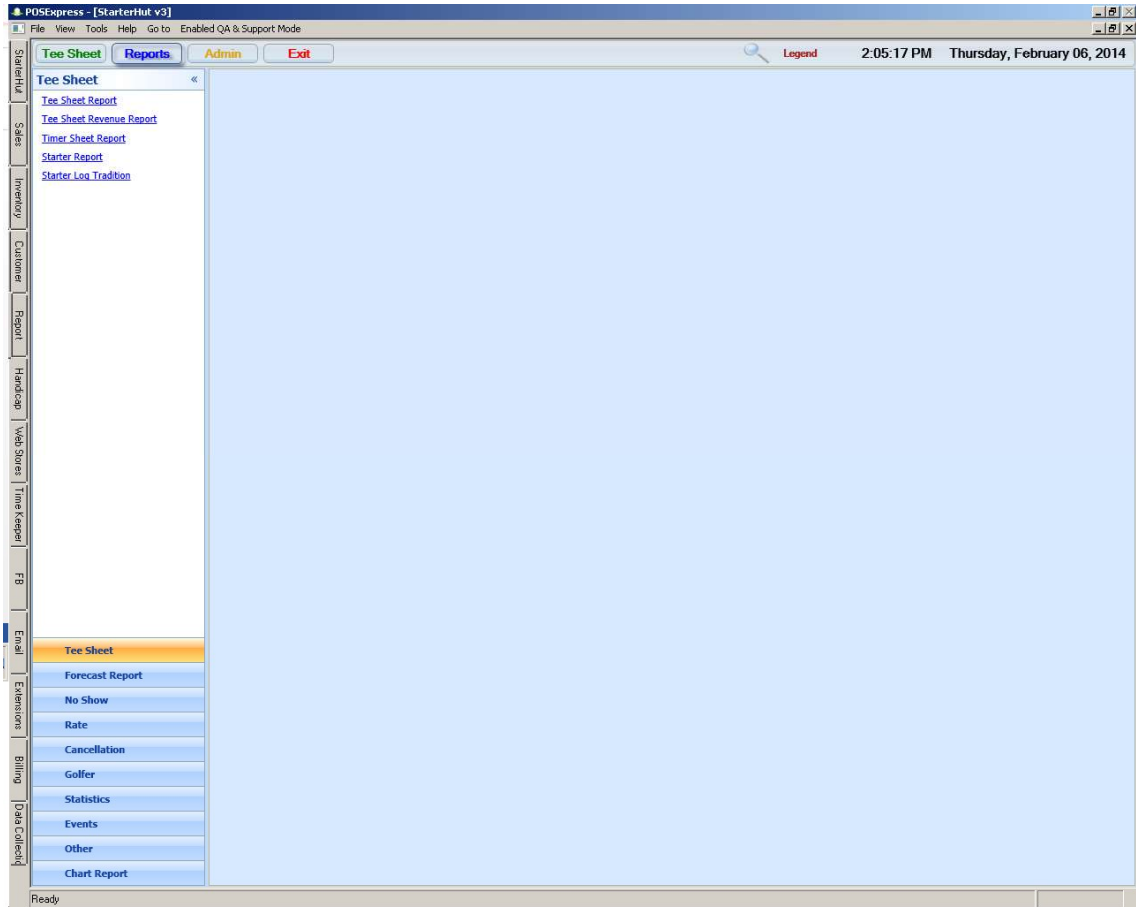 POSExpress - [StarterHut v3]
File View Tools Help Go to Enabled QA & Support Mode
Tee Sheet Reports Admin Exit Legend 2:05:17 PM Thursday, February 06, 2014
StarterHut
Sales
Inventory
Customer
Report
Handicap
Web Stores
Time Keeper
FB
Email
Extensions
Billing
Data Collectio
Tee Sheet «
Tee Sheet Report
Tee Sheet Revenue Report
Timer Sheet Report
Starter Report
Starter Log Tradition
Tee Sheet
Forecast Report
No Show
Rate
Cancellation
Golfer
Statistics
Events
Other
Chart Report
Ready